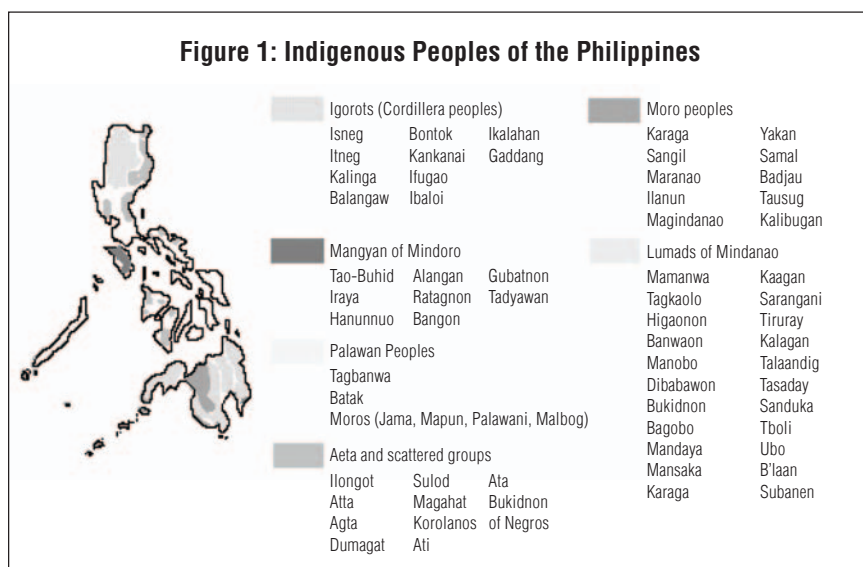 Figure 1: Indigenous Peoples of the Philippines
Igorots (Cordillera peoples)
Isneg Bontok Ikalahan
Itneg Kankanai Gaddang
Kalinga Ifugao
Balangaw Ibaloi
Mangyan of Mindoro
Tao-Buhid Alangan Gubatnon
Iraya Ratagnon Tadyawan
Hanunnuo Bangon
Palawan Peoples
Tagbanwa
Batak
Moros (Jama, Mapun, Palawani, Malbog)
Aeta and scattered groups
Ilongot Sulod Ata
Atta Magahat Bukidnon
Agta Korolanos of Negros
Dumagat Ati
Moro peoples
Karaga Yakan
Sangil Samal
Maranao Badjau
Ilanun Tausug
Magindanao Kalibugan
Lumads of Mindanao
Mamanwa Kaagan
Tagkaolo Sarangani
Higaonon Tiruray
Banwaon Kalagan
Manobo Talaandig
Dibabawon Tasaday
Bukidnon Sanduka
Bagobo Tboli
Mandaya Ubo
Mansaka B'laan
Karaga Subanen